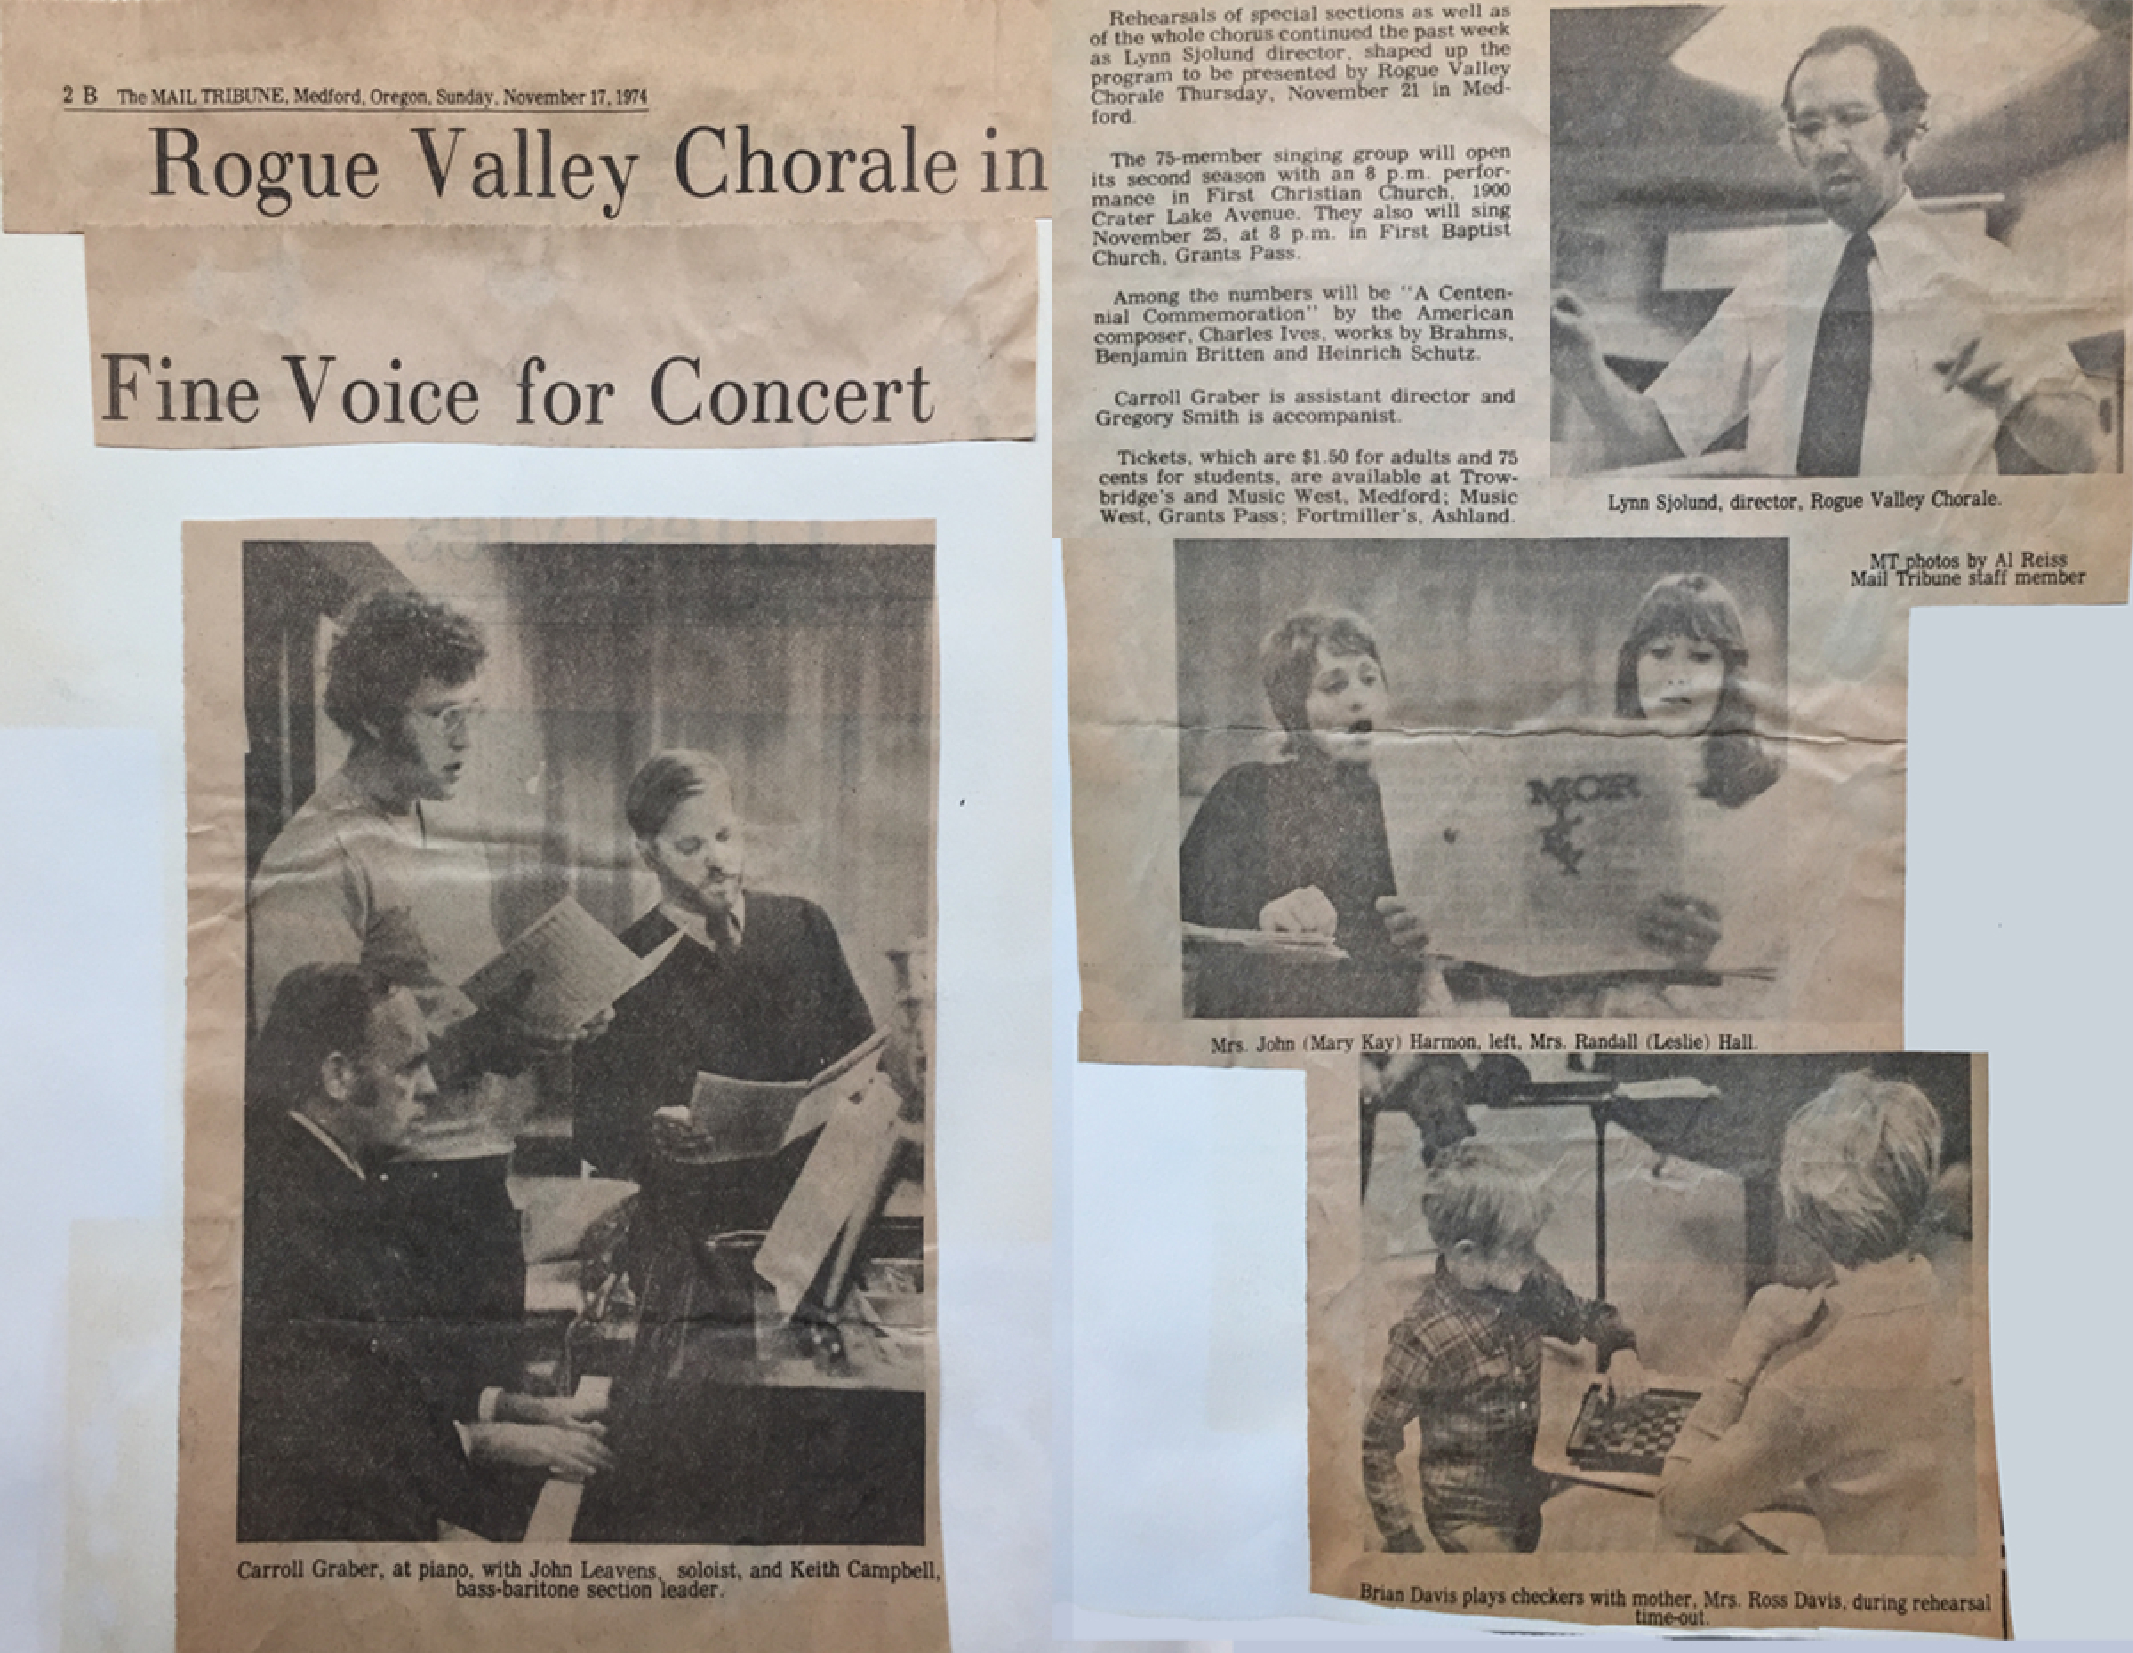 2 B The MAIL TRIBUNE, Medford, Oregon, Sunday, November 17, 1974
Rogue Valley Chorale in
Fine Voice for Concert
Carroll Graber, at piano, with John Leavens, soloist, and Keith Campbell,
bass-baritone section leader.
Rehearsals of special sections as well as
of the whole chorus continued the past week
as Lynn Sjolund director, shaped up the
program to be presented by Rogue Valley
Chorale Thursday, November 21 in Med-
ford.
The 75-member singing group will open
its second season with an 8 p.m. perfor-
mance in First Christian Church, 1900
Crater Lake Avenue. They also will sing
November 25, at 8 p.m. in First Baptist
Church, Grants Pass.
Among the numbers will be "A Centen-
nial Commemoration" by the American
composer, Charles Ives, works by Brahms,
Benjamin Britten and Heinrich Schutz.
Carroll Graber is assistant director and
Gregory Smith is accompanist.
Tickets, which are $1.50 for adults and 75
cents for students, are available at Trow-
bridge's and Music West, Medford; Music
West, Grants Pass; Fortmiller's, Ashland.
Lynn Sjolund, director, Rogue Valley Chorale.
MT photos by Al Reiss
Mail Tribune staff member
Mrs. John (Mary Kay) Harmon, left, Mrs. Randall (Leslie) Hall.
Brian Davis plays checkers with mother, Mrs. Ross Davis, during rehearsal
time-out.